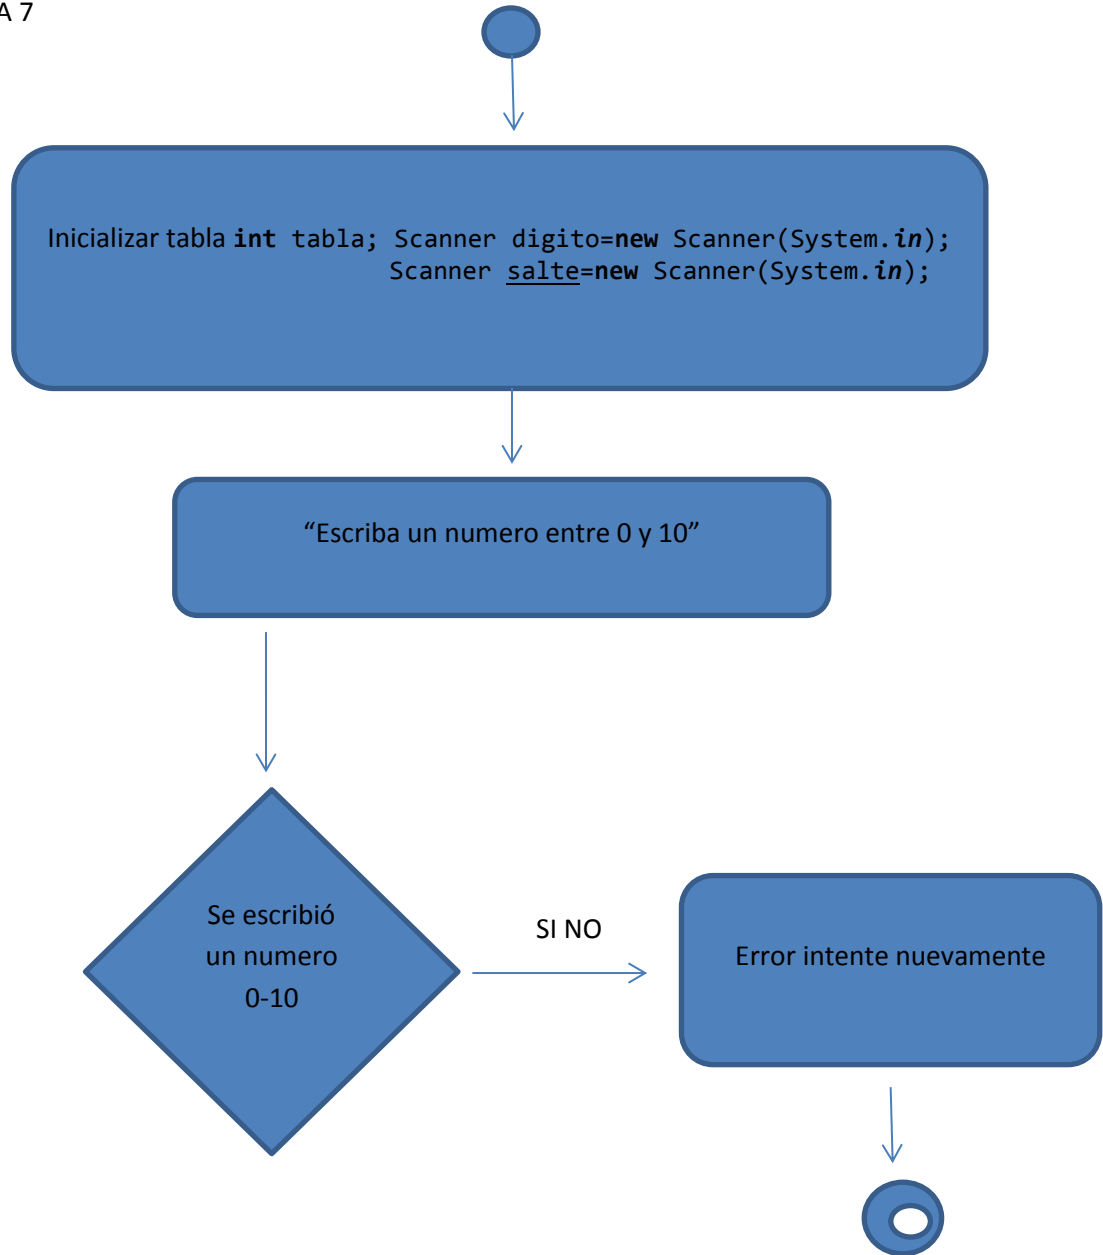 A 7
Inicializar tabla int tabla; Scanner digito=new Scanner(System.in);
Scanner salte=new Scanner(System.in);
“Escriba un numero entre 0 y 10”
Se escribió
un numero
0-10
SI NO
Error intente nuevamente